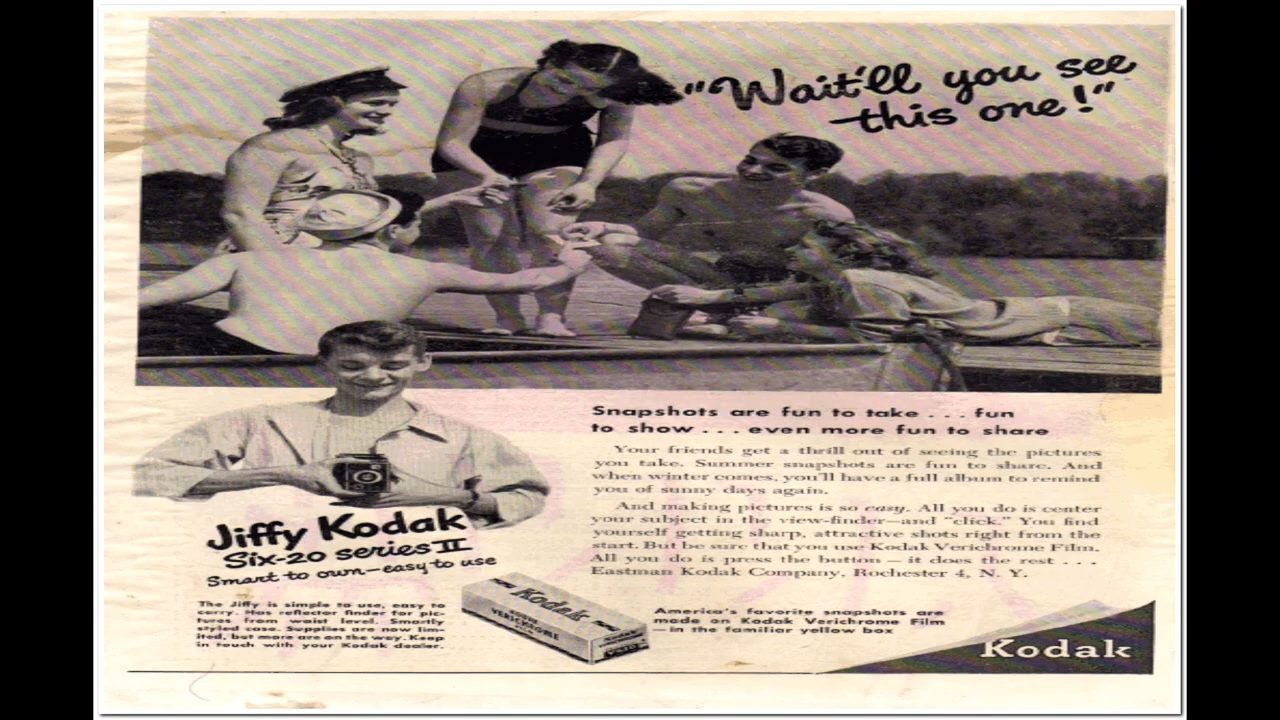 "Wait'll you see
this one!"
Snapshots are fun to take . . . fun
to show . . . even more fun to share
Your friends get a thrill out of seeing the pictures
you take. Summer snapshots are fun to share. And
when winter comes, you'll have a full album to remind
you of sunny days again.
And making pictures is so easy. All you do is center
your subject in the view-finder—and "click." You find
yourself getting sharp, attractive shots right from the
start. But be sure that you use Kodak Verichrome Film.
All you do is press the button — it does the rest . . .
Eastman Kodak Company, Rochester 4, N. Y.
Jiffy Kodak
Six-20 series II
Smart to own—easy to use
The Jiffy is simple to use, easy to
carry. Has reflector finder for pic-
tures from waist level. Smartly
styled case. Supplies are now lim-
ited, but more are on the way. Keep
in touch with your Kodak dealer.
Kodak
VERICHROME
America's favorite snapshots are
made on Kodak Verichrome Film
—in the familiar yellow box
Kodak